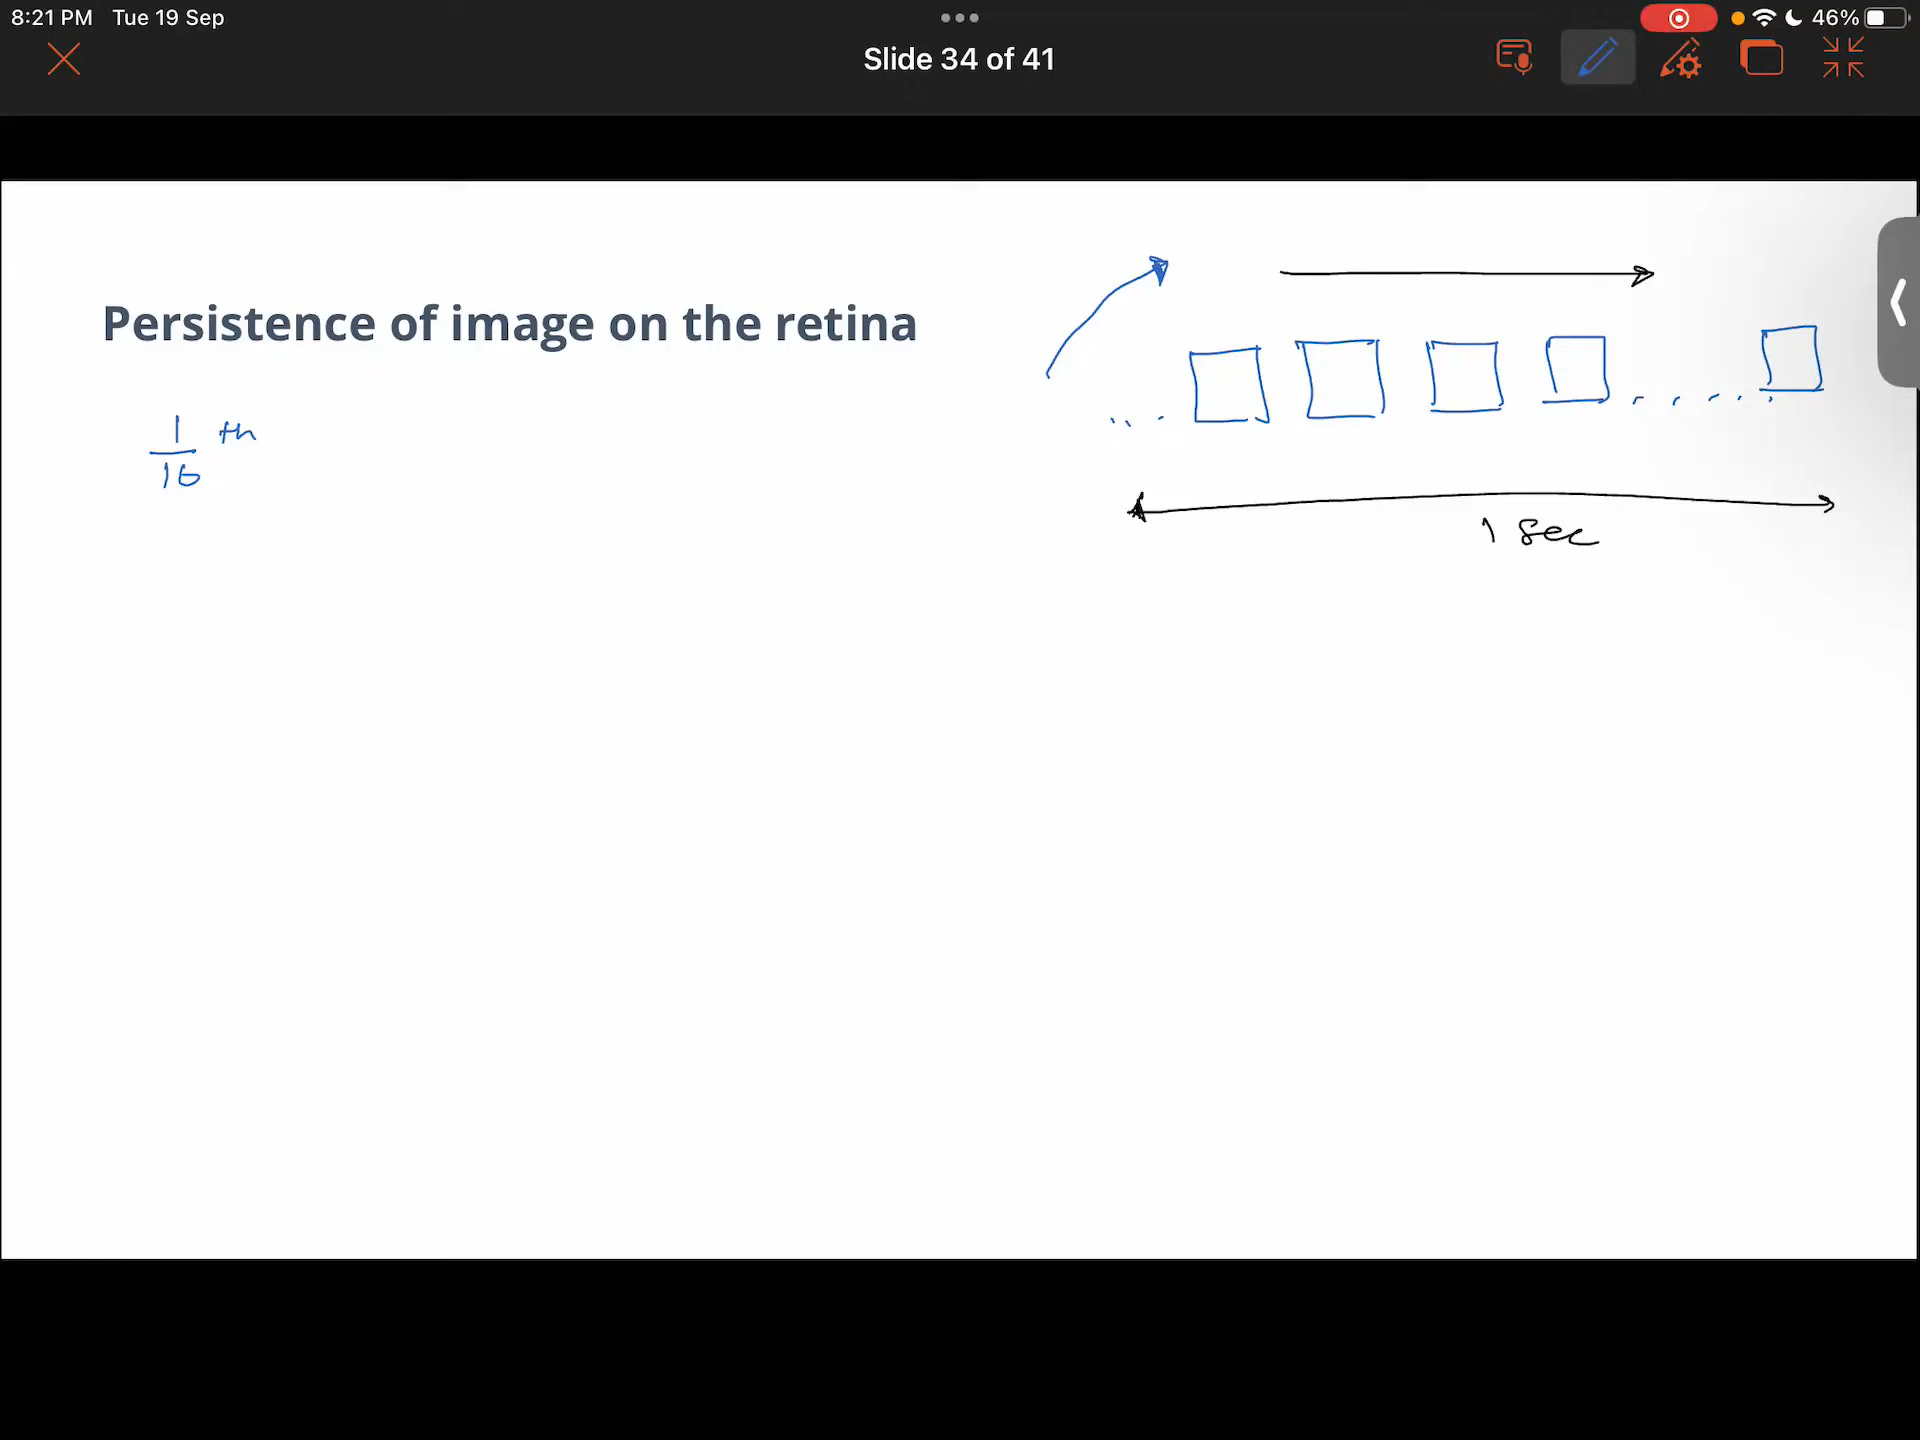 8:21 PM Tue 19 Sep
46%
Slide 34 of 41
Persistence of image on the retina
1/16 th
1 sec